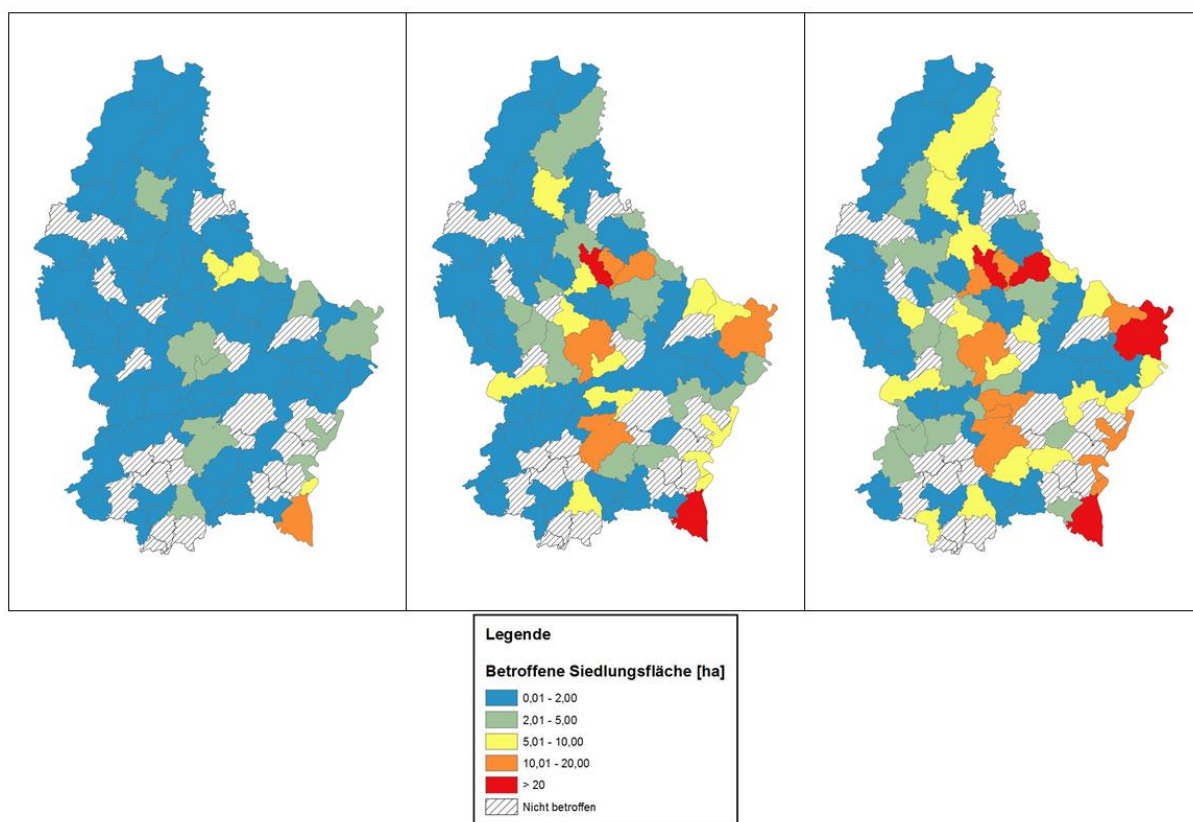 Legende
Betroffene Siedlungsfläche [ha]
0,01 - 2,00
2,01 - 5,00
5,01 - 10,00
10,01 - 20,00
> 20
Nicht betroffen